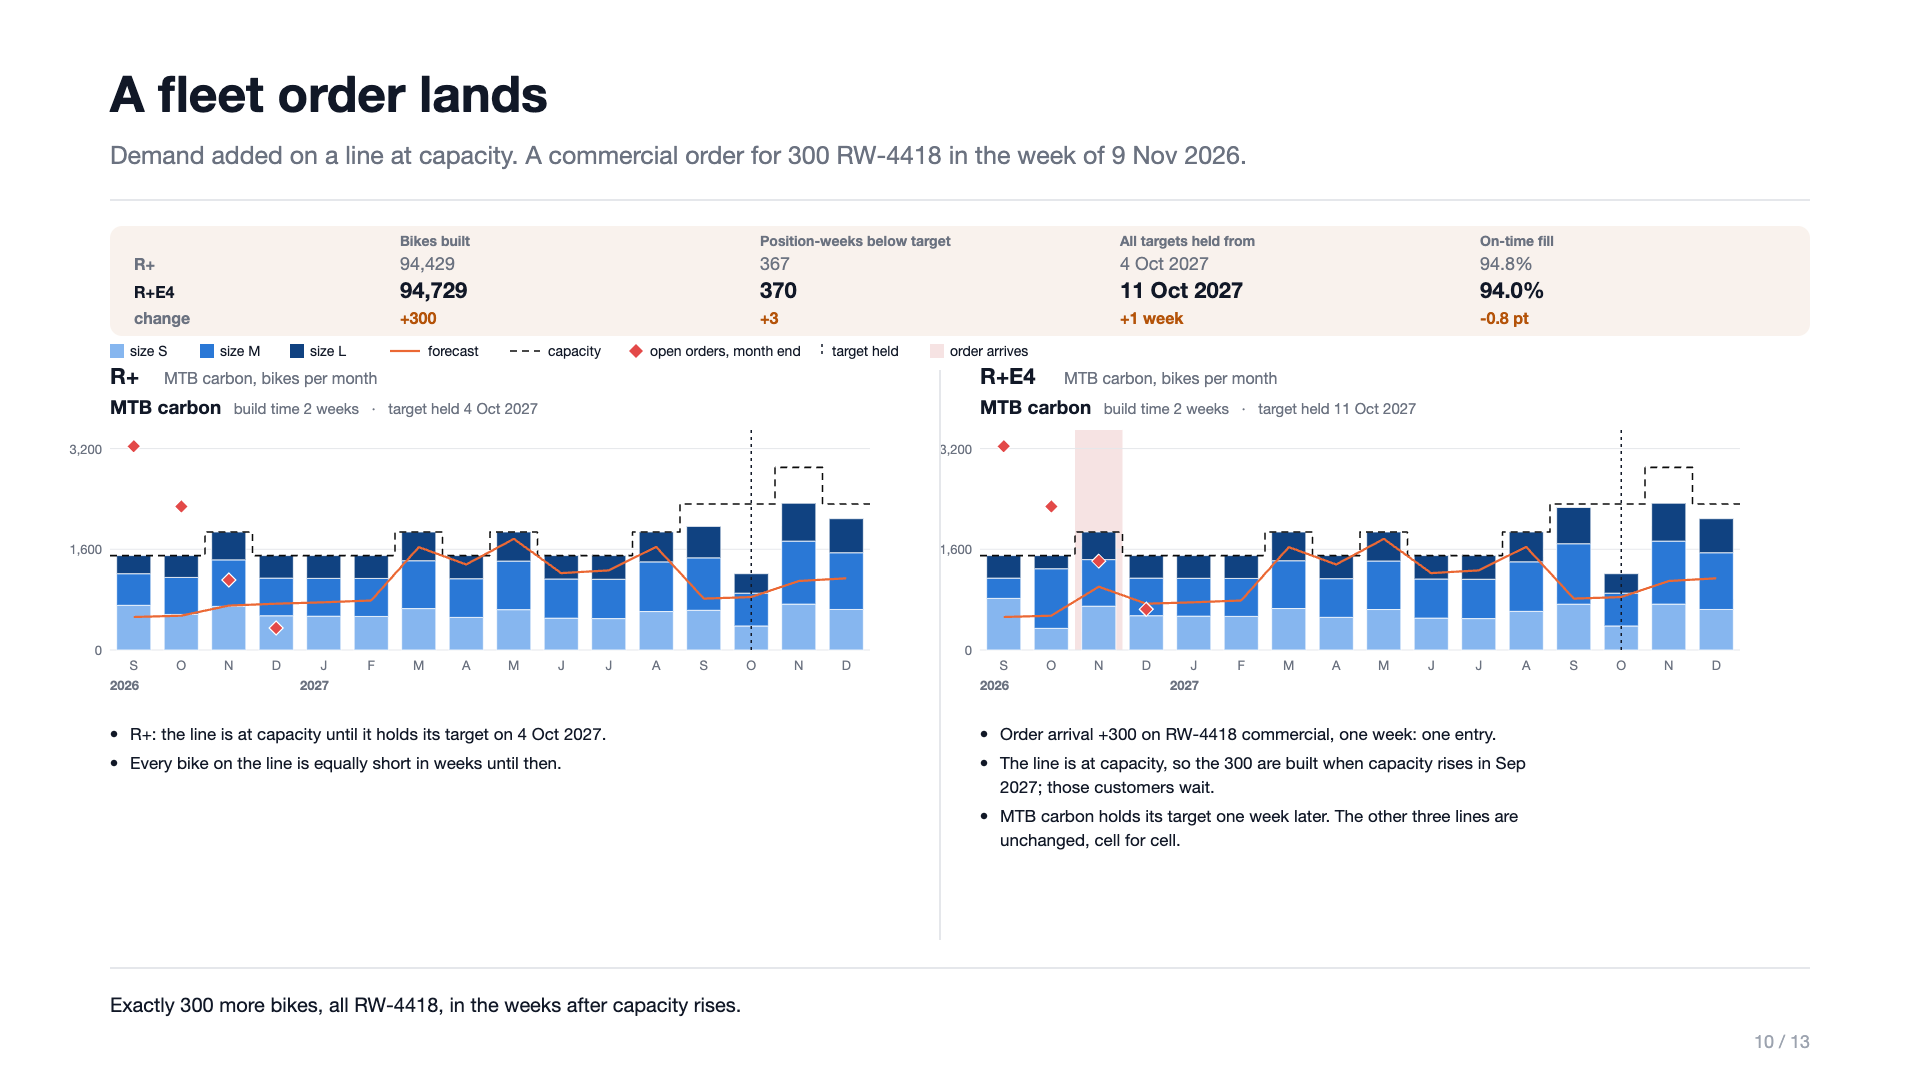 A fleet order lands
Demand added on a line at capacity. A commercial order for 300 RW-4418 in the week of 9 Nov 2026.
Bikes built Position-weeks below target All targets held from On-time fill
R+ 94,429 367 4 Oct 2027 94.8%
R+E4 94,729 370 11 Oct 2027 94.0%
change +300 +3 +1 week -0.8 pt
size S size M size L forecast capacity open orders, month end target held order arrives
R+ MTB carbon, bikes per month
MTB carbon build time 2 weeks · target held 4 Oct 2027
3,200
1,600
0
S O N D J F M A M J J A S O N D
2026 2027
• R+: the line is at capacity until it holds its target on 4 Oct 2027.
• Every bike on the line is equally short in weeks until then.
R+E4 MTB carbon, bikes per month
MTB carbon build time 2 weeks · target held 11 Oct 2027
3,200
1,600
0
S O N D J F M A M J J A S O N D
2026 2027
• Order arrival +300 on RW-4418 commercial, one week: one entry.
• The line is at capacity, so the 300 are built when capacity rises in Sep
2027; those customers wait.
• MTB carbon holds its target one week later. The other three lines are
unchanged, cell for cell.
Exactly 300 more bikes, all RW-4418, in the weeks after capacity rises.
10 / 13